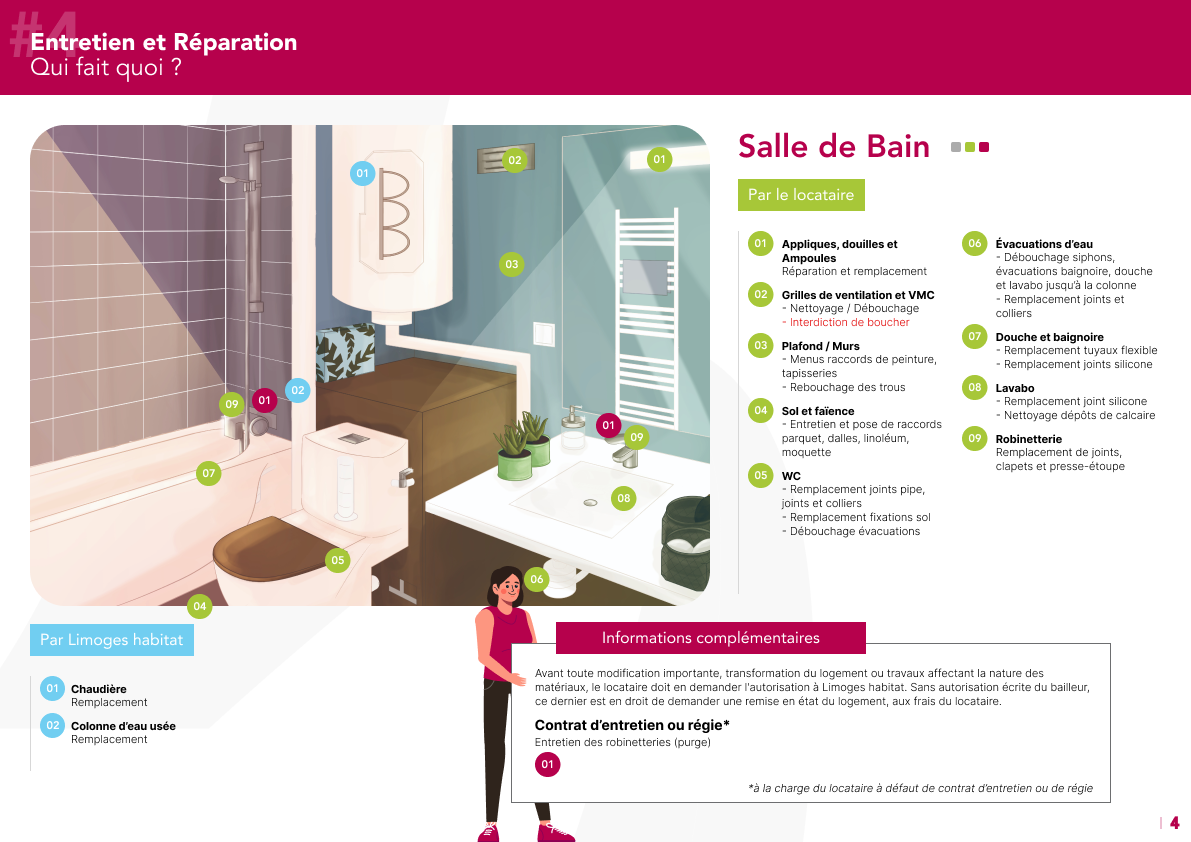 #4
Entretien et Réparation
Qui fait quoi ?
01
02
01
03
09
01
02
01
09
07
08
05
06
04
Salle de Bain
Par le locataire
01
Appliques, douilles et
Ampoules
Réparation et remplacement
02
Grilles de ventilation et VMC
- Nettoyage / Débouchage
- Interdiction de boucher
03
Plafond / Murs
- Menus raccords de peinture,
tapisseries
- Rebouchage des trous
04
Sol et faïence
- Entretien et pose de raccords
parquet, dalles, linoléum,
moquette
05
WC
- Remplacement joints pipe,
joints et colliers
- Remplacement fixations sol
- Débouchage évacuations
06
Évacuations d’eau
- Débouchage siphons,
évacuations baignoire, douche
et lavabo jusqu’à la colonne
- Remplacement joints et
colliers
07
Douche et baignoire
- Remplacement tuyaux flexible
- Remplacement joints silicone
08
Lavabo
- Remplacement joint silicone
- Nettoyage dépôts de calcaire
09
Robinetterie
Remplacement de joints,
clapets et presse-étoupe
Par Limoges habitat
01
Chaudière
Remplacement
02
Colonne d’eau usée
Remplacement
Informations complémentaires
Avant toute modification importante, transformation du logement ou travaux affectant la nature des
matériaux, le locataire doit en demander l'autorisation à Limoges habitat. Sans autorisation écrite du bailleur,
ce dernier est en droit de demander une remise en état du logement, aux frais du locataire.
Contrat d’entretien ou régie*
Entretien des robinetteries (purge)
01
*à la charge du locataire à défaut de contrat d’entretien ou de régie
| 4